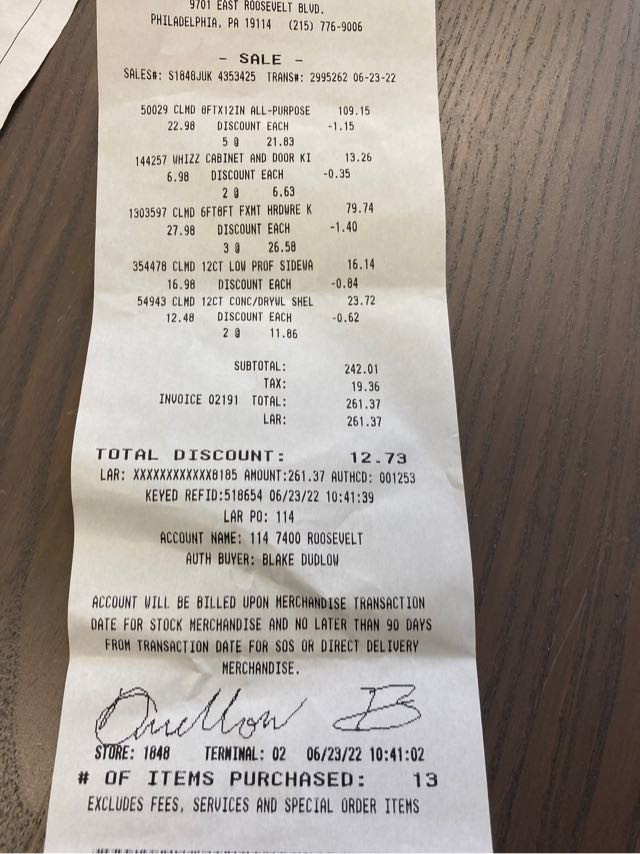 9701 EAST ROOSEVELT BLVD.
PHILADELPHIA, PA 19114 (215) 776-9006
- SALE -
SALES#: S1848JUK 4353425 TRANS#: 2995262 06-23-22
50029 CLMD 8FTX12IN ALL-PURPOSE 109.15
22.98 DISCOUNT EACH -1.15
5 @ 21.83
144257 WHIZZ CABINET AND DOOR KI 13.26
6.98 DISCOUNT EACH -0.35
2 @ 6.63
1303597 CLMD 6FT8FT FXMT HRDWRE K 79.74
27.98 DISCOUNT EACH -1.40
3 @ 26.58
354478 CLMD 12CT LOW PROF SIDEWA 16.14
16.98 DISCOUNT EACH -0.84
54943 CLMD 12CT CONC/DRYWL SHEL 23.72
12.48 DISCOUNT EACH -0.62
2 @ 11.86
SUBTOTAL: 242.01
TAX: 19.36
INVOICE 02191 TOTAL: 261.37
LAR: 261.37
TOTAL DISCOUNT: 12.73
LAR: XXXXXXXXXXXX8185 AMOUNT:261.37 AUTHCD: 001253
KEYED REFID:518654 06/23/22 10:41:39
LAR PO: 114
ACCOUNT NAME: 114 7400 ROOSEVELT
AUTH BUYER: BLAKE DUDLOW
ACCOUNT WILL BE BILLED UPON MERCHANDISE TRANSACTION
DATE FOR STOCK MERCHANDISE AND NO LATER THAN 90 DAYS
FROM TRANSACTION DATE FOR SOS OR DIRECT DELIVERY
MERCHANDISE.
STORE: 1848 TERMINAL: 02 06/23/22 10:41:02
# OF ITEMS PURCHASED: 13
EXCLUDES FEES, SERVICES AND SPECIAL ORDER ITEMS